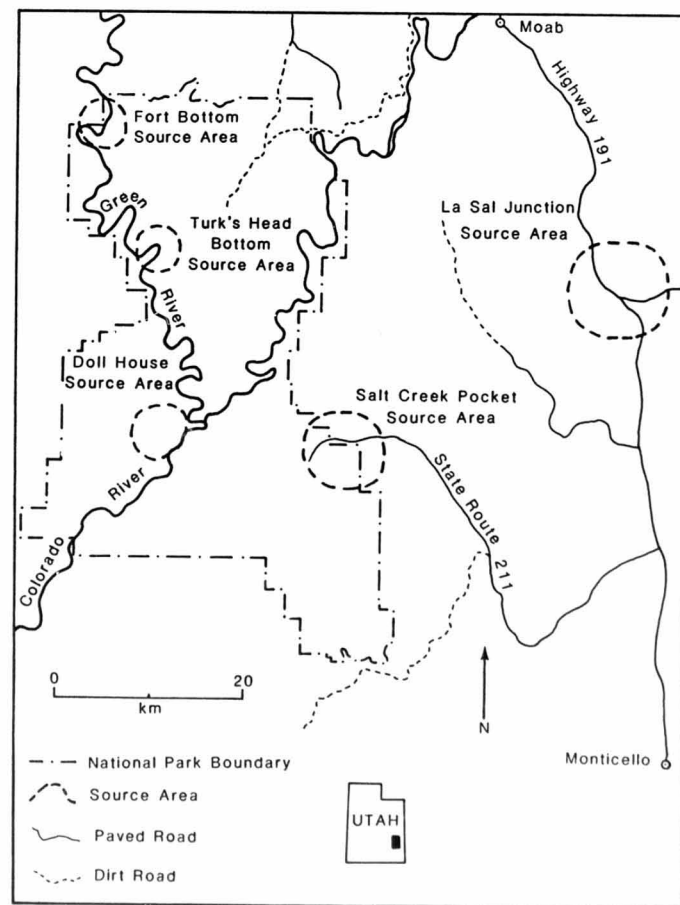 Moab
Highway 191
Fort Bottom
Source Area
Green
River
Turk's Head
Bottom
Source Area
La Sal Junction
Source Area
Doll House
Source Area
Salt Creek Pocket
Source Area
State Route 211
Colorado
River
0 20
km
N
Monticello
National Park Boundary
Source Area
Paved Road
Dirt Road
UTAH